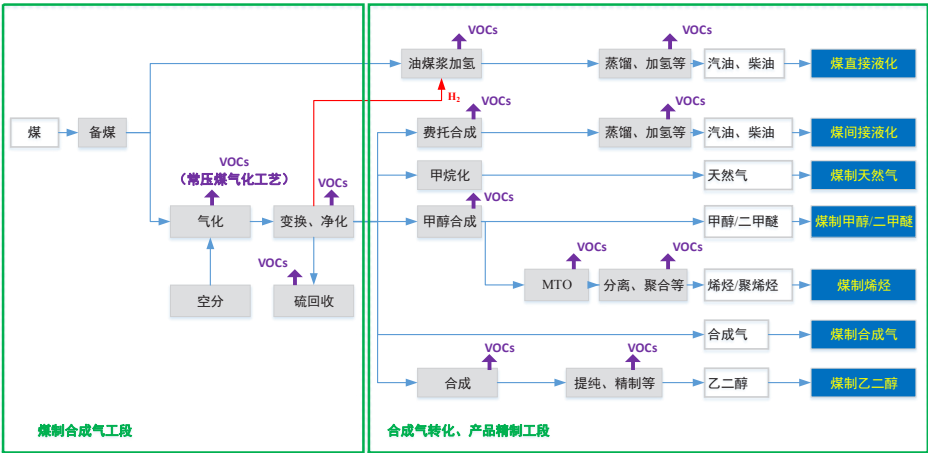 VOCs
VOCs
油煤浆加氢
蒸馏、加氢等
汽油、柴油
煤直接液化
H₂
VOCs
VOCs
煤
备煤
费托合成
蒸馏、加氢等
汽油、柴油
煤间接液化
VOCs
（常压煤气化工艺）
VOCs
甲烷化
天然气
煤制天然气
VOCs
气化
变换、净化
甲醇合成
甲醇/二甲醚
煤制甲醇/二甲醚
VOCs
VOCs
VOCs
空分
硫回收
MTO
分离、聚合等
烯烃/聚烯烃
煤制烯烃
合成气
煤制合成气
VOCs
VOCs
合成
提纯、精制等
乙二醇
煤制乙二醇
煤制合成气工段
合成气转化、产品精制工段